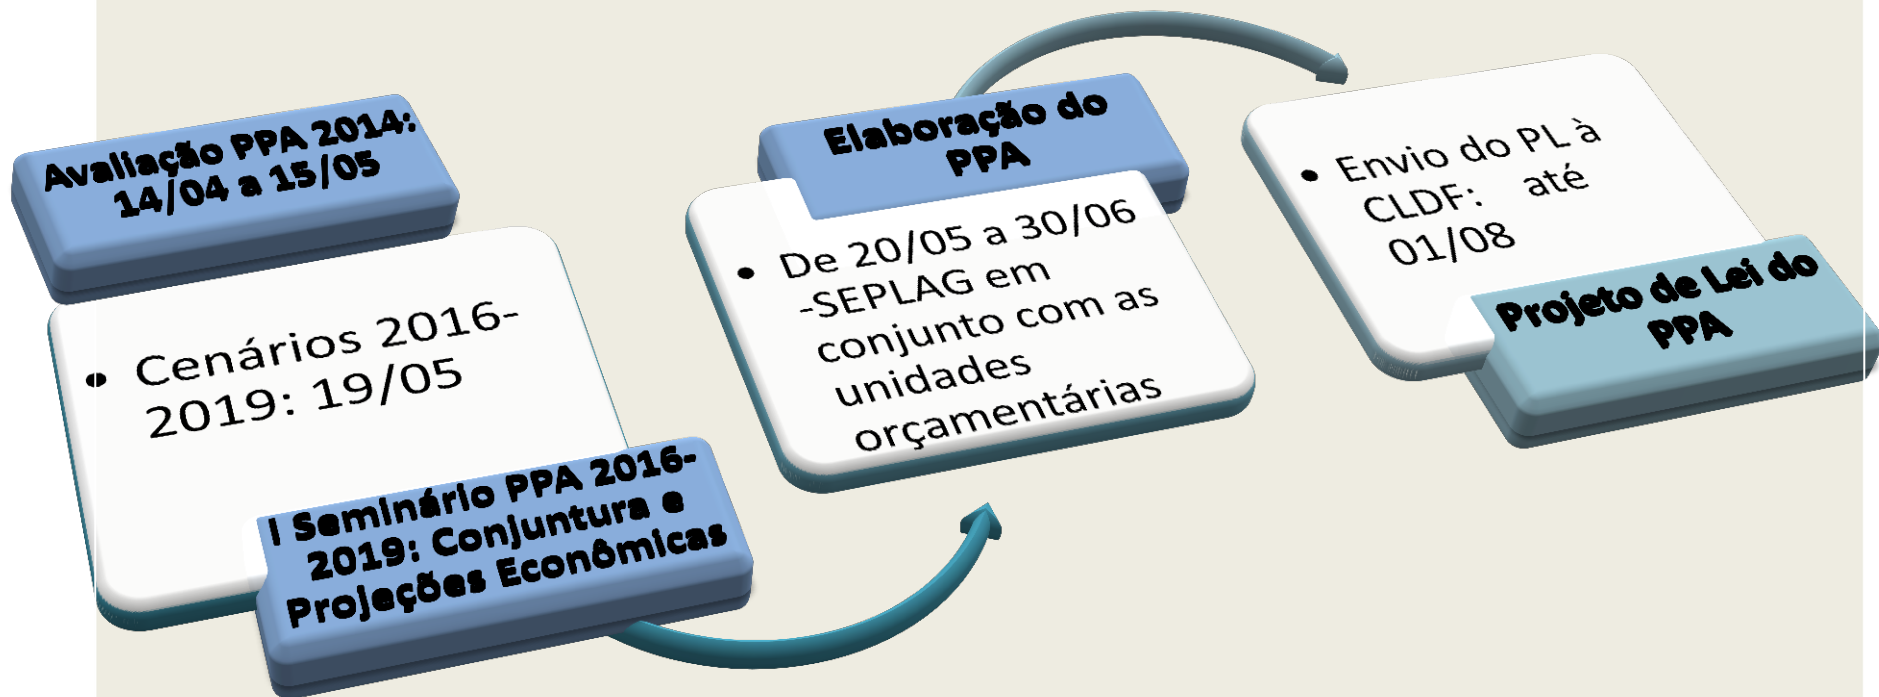 Avaliação PPA 2014:
14/04 a 15/05
• Cenários 2016-
2019: 19/05
I Seminário PPA 2016-
2019: Conjuntura e
Projeções Econômicas
Elaboração do
PPA
• De 20/05 a 30/06
-SEPLAG em
conjunto com as
unidades
orçamentárias
• Envio do PL à
CLDF: até
01/08
Projeto de Lei do
PPA